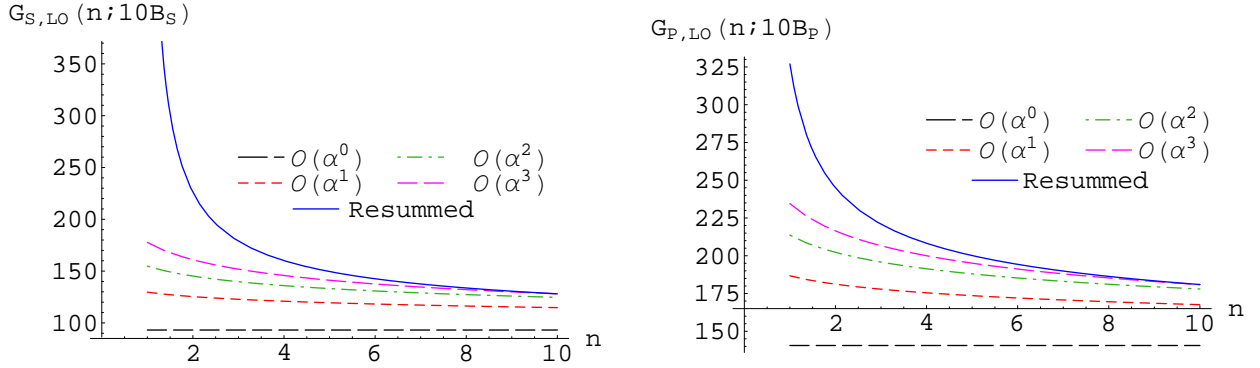 G_{S,LO}(n;10B_S)
350
300
250
200
150
100
O(α^0) O(α^2)
O(α^1) O(α^3)
Resummed
2 4 6 8 10 n
G_{P,LO}(n;10B_P)
325
300
275
250
225
200
175
150
O(α^0) O(α^2)
O(α^1) O(α^3)
Resummed
2 4 6 8 10 n